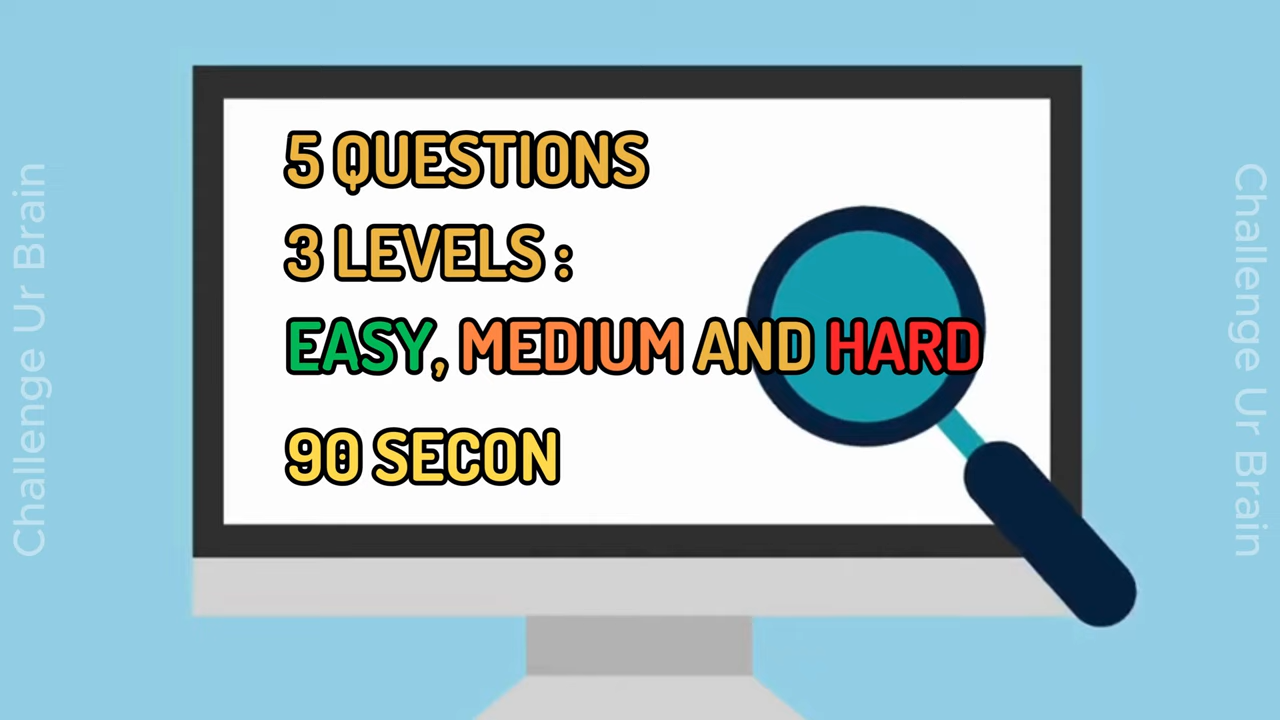 5 QUESTIONS
3 LEVELS :
EASY, MEDIUM AND HARD
90 SECON
Challenge Ur Brain
Challenge Ur Brain